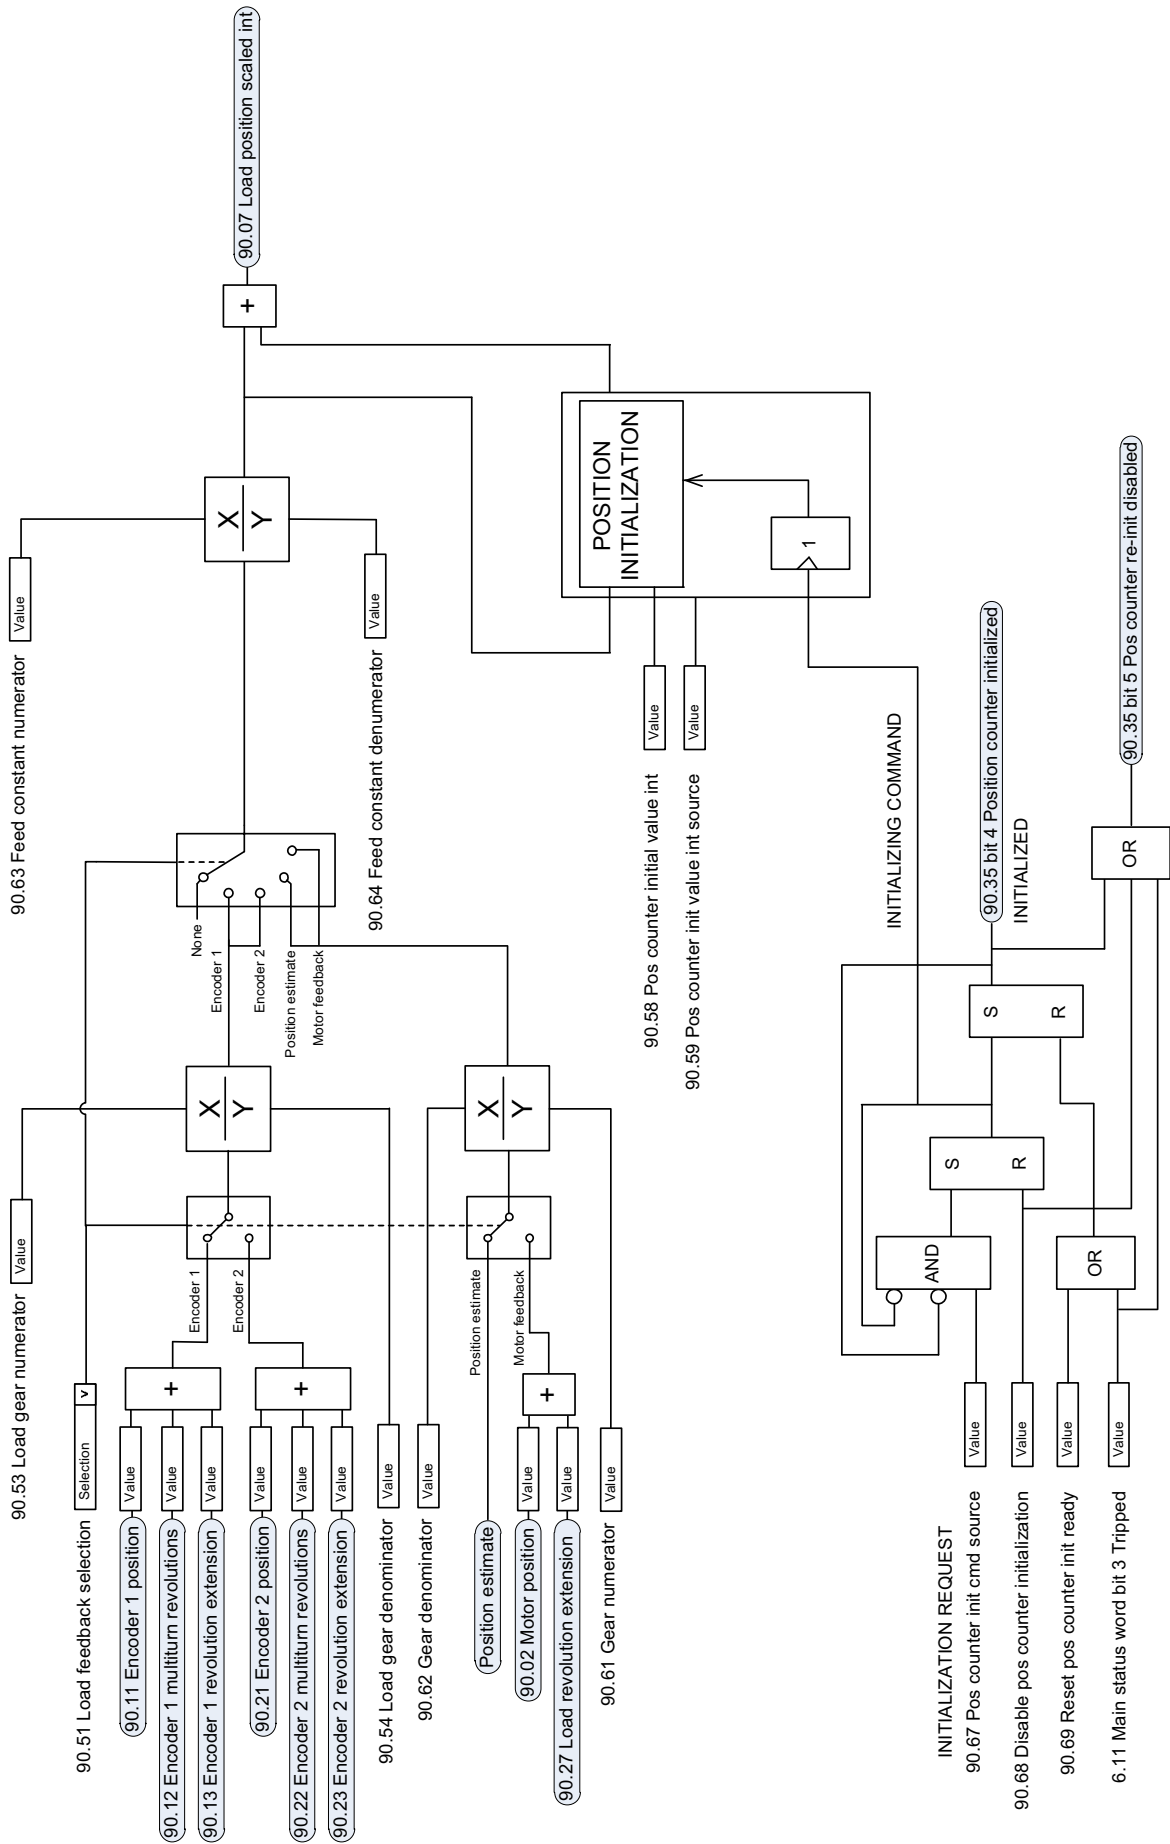 90.53 Load gear numerator
Value
90.63 Feed constant numerator
Value
90.51 Load feedback selection
Selection
v
90.11 Encoder 1 position
Value
90.12 Encoder 1 multiturn revolutions
Value
90.13 Encoder 1 revolution extension
Value
+
Encoder 1
90.21 Encoder 2 position
Value
90.22 Encoder 2 multiturn revolutions
Value
90.23 Encoder 2 revolution extension
Value
+
Encoder 2
X
Y
None
Encoder 1
Encoder 2
Position estimate
Motor feedback
X
Y
+
90.07 Load position scaled int
90.54 Load gear denominator
Value
90.64 Feed constant denumerator
Value
90.62 Gear denominator
Value
Position estimate
Position estimate
90.02 Motor position
Value
90.27 Load revolution extension
Value
+
Motor feedback
X
Y
90.61 Gear numerator
Value
90.58 Pos counter initial value int
Value
90.59 Pos counter init value int source
Value
POSITION
INITIALIZATION
1
INITIALIZING COMMAND
INITIALIZATION REQUEST
90.67 Pos counter init cmd source
Value
90.68 Disable pos counter initialization
Value
90.69 Reset pos counter init ready
Value
6.11 Main status word bit 3 Tripped
Value
AND
OR
S
R
S
R
90.35 bit 4 Position counter initialized
INITIALIZED
OR
90.35 bit 5 Pos counter re-init disabled